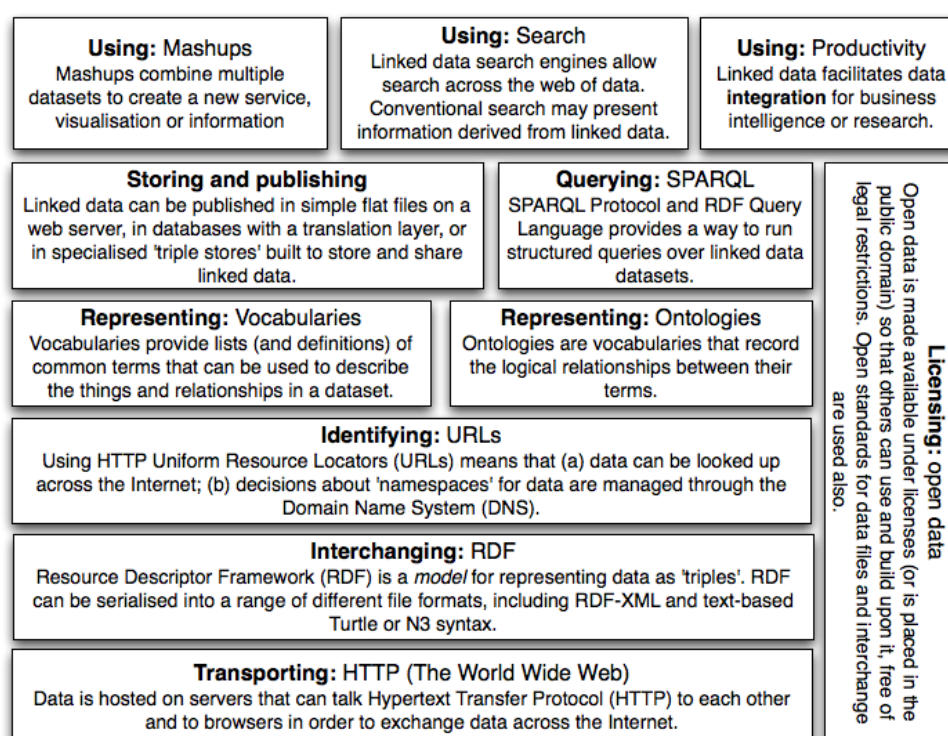 Using: Mashups
Mashups combine multiple
datasets to create a new service,
visualisation or information
Using: Search
Linked data search engines allow
search across the web of data.
Conventional search may present
information derived from linked data.
Using: Productivity
Linked data facilitates data
integration for business
intelligence or research.
Storing and publishing
Linked data can be published in simple flat files on a
web server, in databases with a translation layer, or
in specialised 'triple stores' built to store and share
linked data.
Querying: SPARQL
SPARQL Protocol and RDF Query
Language provides a way to run
structured queries over linked data
datasets.
Representing: Vocabularies
Vocabularies provide lists (and definitions) of
common terms that can be used to describe
the things and relationships in a dataset.
Representing: Ontologies
Ontologies are vocabularies that record
the logical relationships between their
terms.
Identifying: URLs
Using HTTP Uniform Resource Locators (URLs) means that (a) data can be looked up
across the Internet; (b) decisions about 'namespaces' for data are managed through the
Domain Name System (DNS).
Interchanging: RDF
Resource Descriptor Framework (RDF) is a model for representing data as 'triples'. RDF
can be serialised into a range of different file formats, including RDF-XML and text-based
Turtle or N3 syntax.
Transporting: HTTP (The World Wide Web)
Data is hosted on servers that can talk Hypertext Transfer Protocol (HTTP) to each other
and to browsers in order to exchange data across the Internet.
Licensing: open data
Open data is made available under licenses (or is placed in the
public domain) so that others can use and build upon it, free of
legal restrictions. Open standards for data files and interchange
are used also.